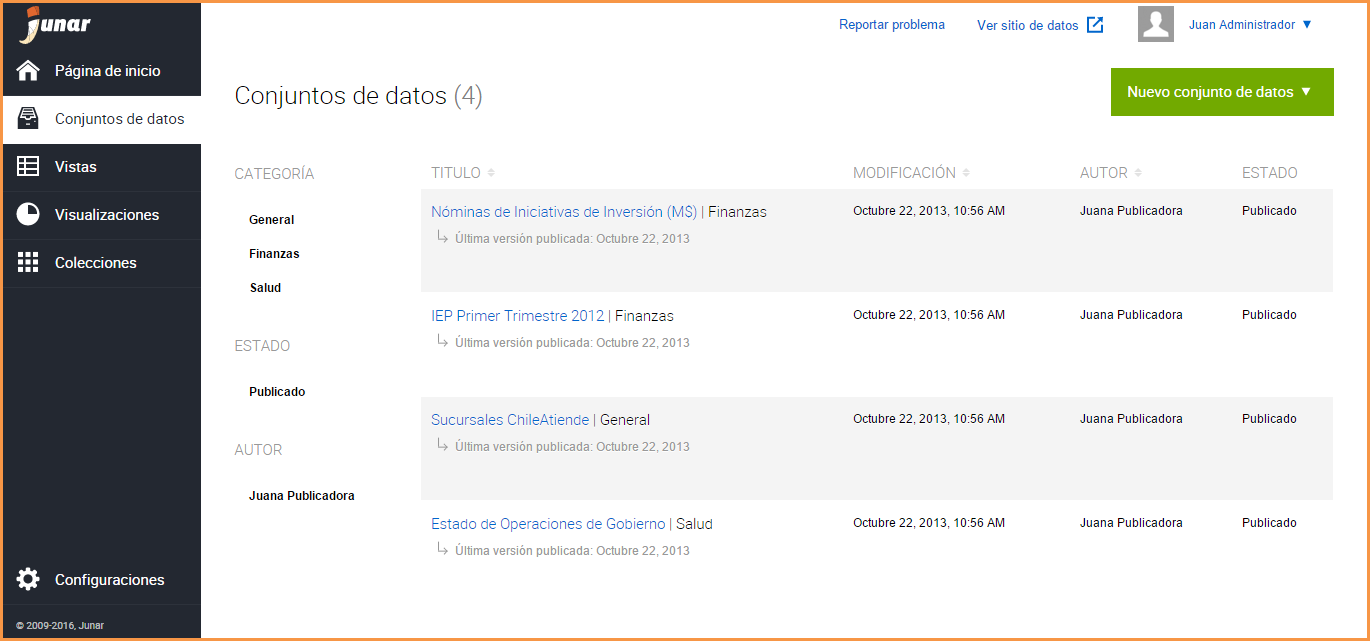 junar
Reportar problema
Ver sitio de datos
Juan Administrador ▼
Página de inicio
Conjuntos de datos
Vistas
Visualizaciones
Colecciones
Configuraciones
© 2009-2016, Junar
Conjuntos de datos (4)
Nuevo conjunto de datos ▼
CATEGORÍA
General
Finanzas
Salud
ESTADO
Publicado
AUTOR
Juana Publicadora
TITULO MODIFICACIÓN AUTOR ESTADO
Nóminas de Iniciativas de Inversión (M$) | Finanzas Octubre 22, 2013, 10:56 AM Juana Publicadora Publicado
Última versión publicada: Octubre 22, 2013
IEP Primer Trimestre 2012 | Finanzas Octubre 22, 2013, 10:56 AM Juana Publicadora Publicado
Última versión publicada: Octubre 22, 2013
Sucursales ChileAtiende | General Octubre 22, 2013, 10:56 AM Juana Publicadora Publicado
Última versión publicada: Octubre 22, 2013
Estado de Operaciones de Gobierno | Salud Octubre 22, 2013, 10:56 AM Juana Publicadora Publicado
Última versión publicada: Octubre 22, 2013